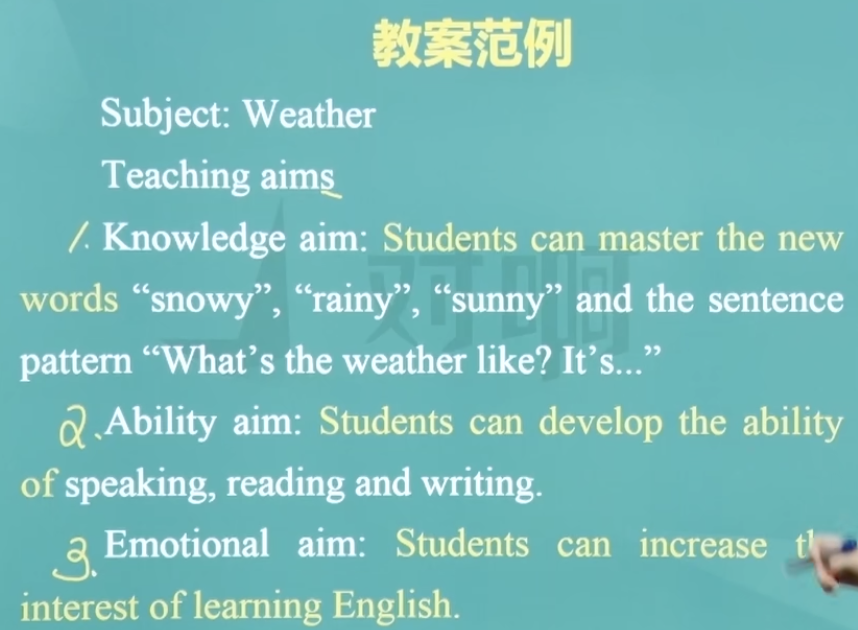 教案范例
Subject: Weather
Teaching aims
1. Knowledge aim: Students can master the new
words “snowy”, “rainy”, “sunny” and the sentence
pattern “What’s the weather like? It’s...”
2、Ability aim: Students can develop the ability
of speaking, reading and writing.
3、Emotional aim: Students can increase
interest of learning English.
对啊